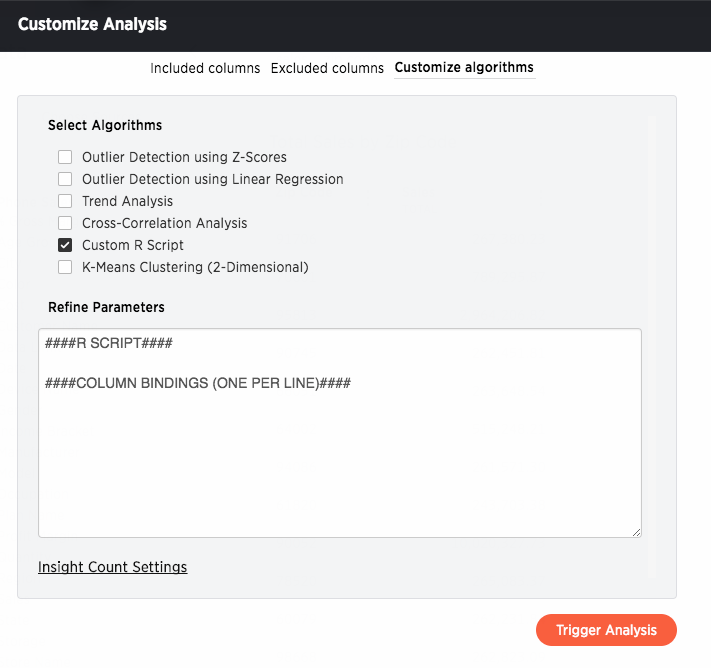 Customize Analysis
Included columns Excluded columns Customize algorithms
Select Algorithms
Outlier Detection using Z-Scores
Outlier Detection using Linear Regression
Trend Analysis
Cross-Correlation Analysis
Custom R Script
K-Means Clustering (2-Dimensional)
Refine Parameters
####R SCRIPT####
####COLUMN BINDINGS (ONE PER LINE)####
Insight Count Settings
Trigger Analysis